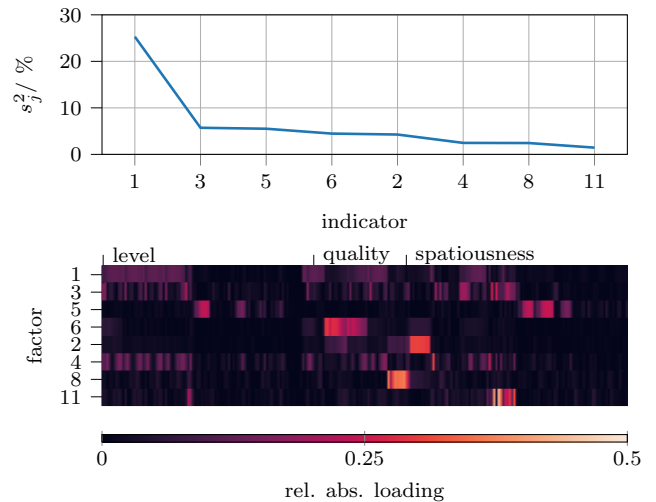 30
20
10
0
s_j^2/ %
1 3 5 6 2 4 8 11
indicator
level quality spatiousness
1
3
5
6
2
4
8
11
factor
0 0.25 0.5
rel. abs. loading